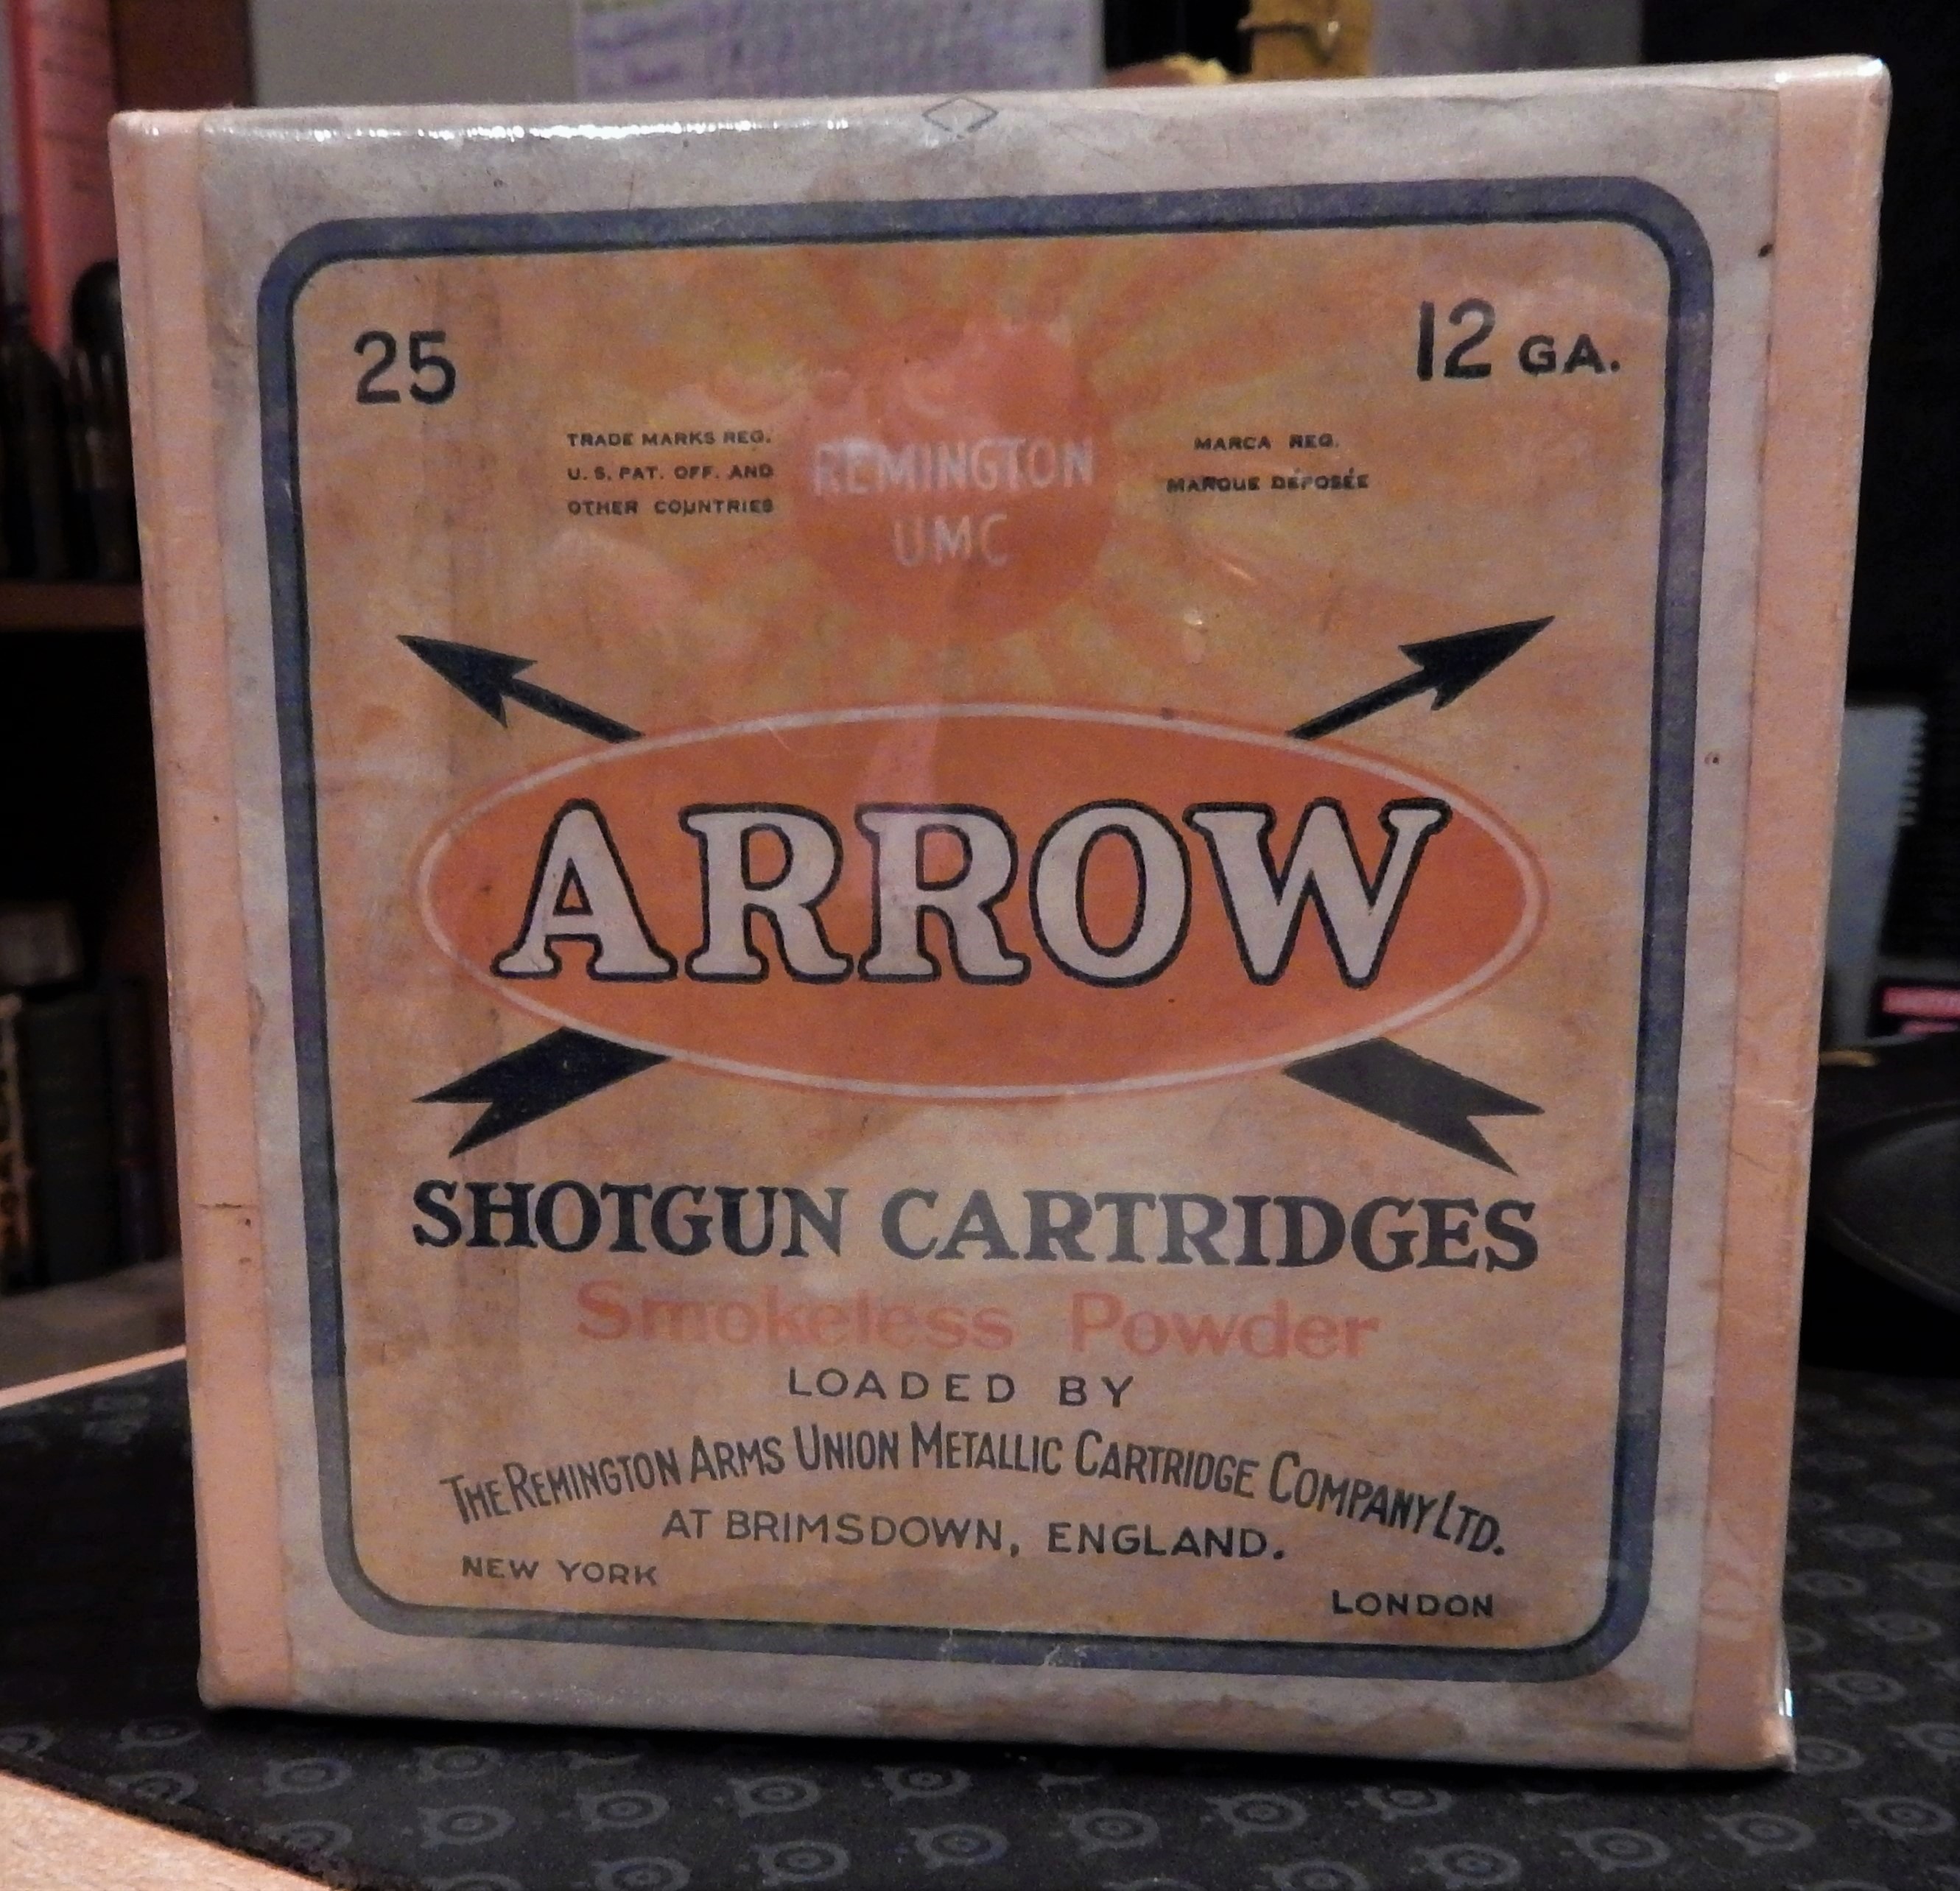 25
12 GA.
TRADE MARKS REG.
U. S. PAT. OFF. AND
OTHER COUNTRIES
REMINGTON
UMC
MARCA REG.
MARQUE DÉPOSÉE
ARROW
SHOTGUN CARTRIDGES
Smokeless Powder
LOADED BY
THE REMINGTON ARMS UNION METALLIC CARTRIDGE COMPANY LTD.
AT BRIMSDOWN, ENGLAND.
NEW YORK
LONDON